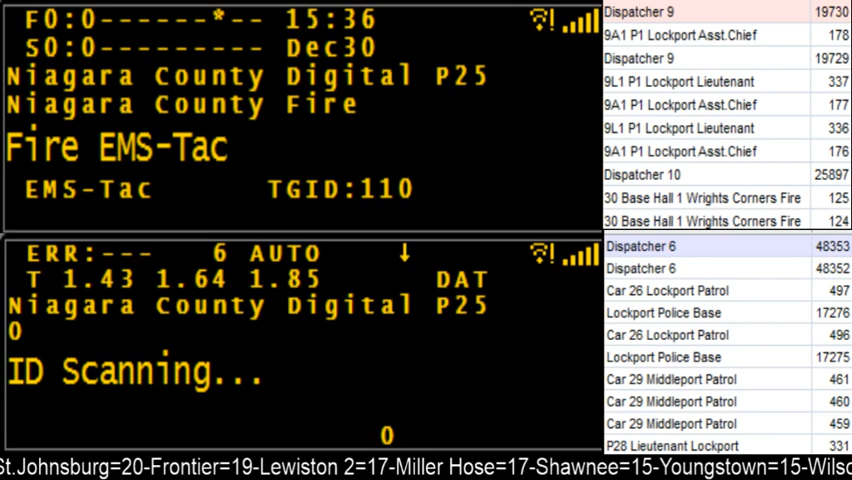 F0:0------*-- 15:36
S0:0--------- Dec30
Niagara County Digital P25
Niagara County Fire
Fire EMS-Tac
EMS-Tac TGID:110
Dispatcher 9 19730
9A1 P1 Lockport Asst.Chief 178
Dispatcher 9 19729
9L1 P1 Lockport Lieutenant 337
9A1 P1 Lockport Asst.Chief 177
9L1 P1 Lockport Lieutenant 336
9A1 P1 Lockport Asst.Chief 176
Dispatcher 10 25897
30 Base Hall 1 Wrights Corners Fire 125
30 Base Hall 1 Wrights Corners Fire 124
ERR:--- 6 AUTO ↓
T 1.43 1.64 1.85 DAT
Niagara County Digital P25
0
ID Scanning...
0
Dispatcher 6 48353
Dispatcher 6 48352
Car 26 Lockport Patrol 497
Lockport Police Base 17276
Car 26 Lockport Patrol 496
Lockport Police Base 17275
Car 29 Middleport Patrol 461
Car 29 Middleport Patrol 460
Car 29 Middleport Patrol 459
P28 Lieutenant Lockport 331
St.Johnsburg=20-Frontier=19-Lewiston 2=17-Miller Hose=17-Shawnee=15-Youngstown=15-Wilso